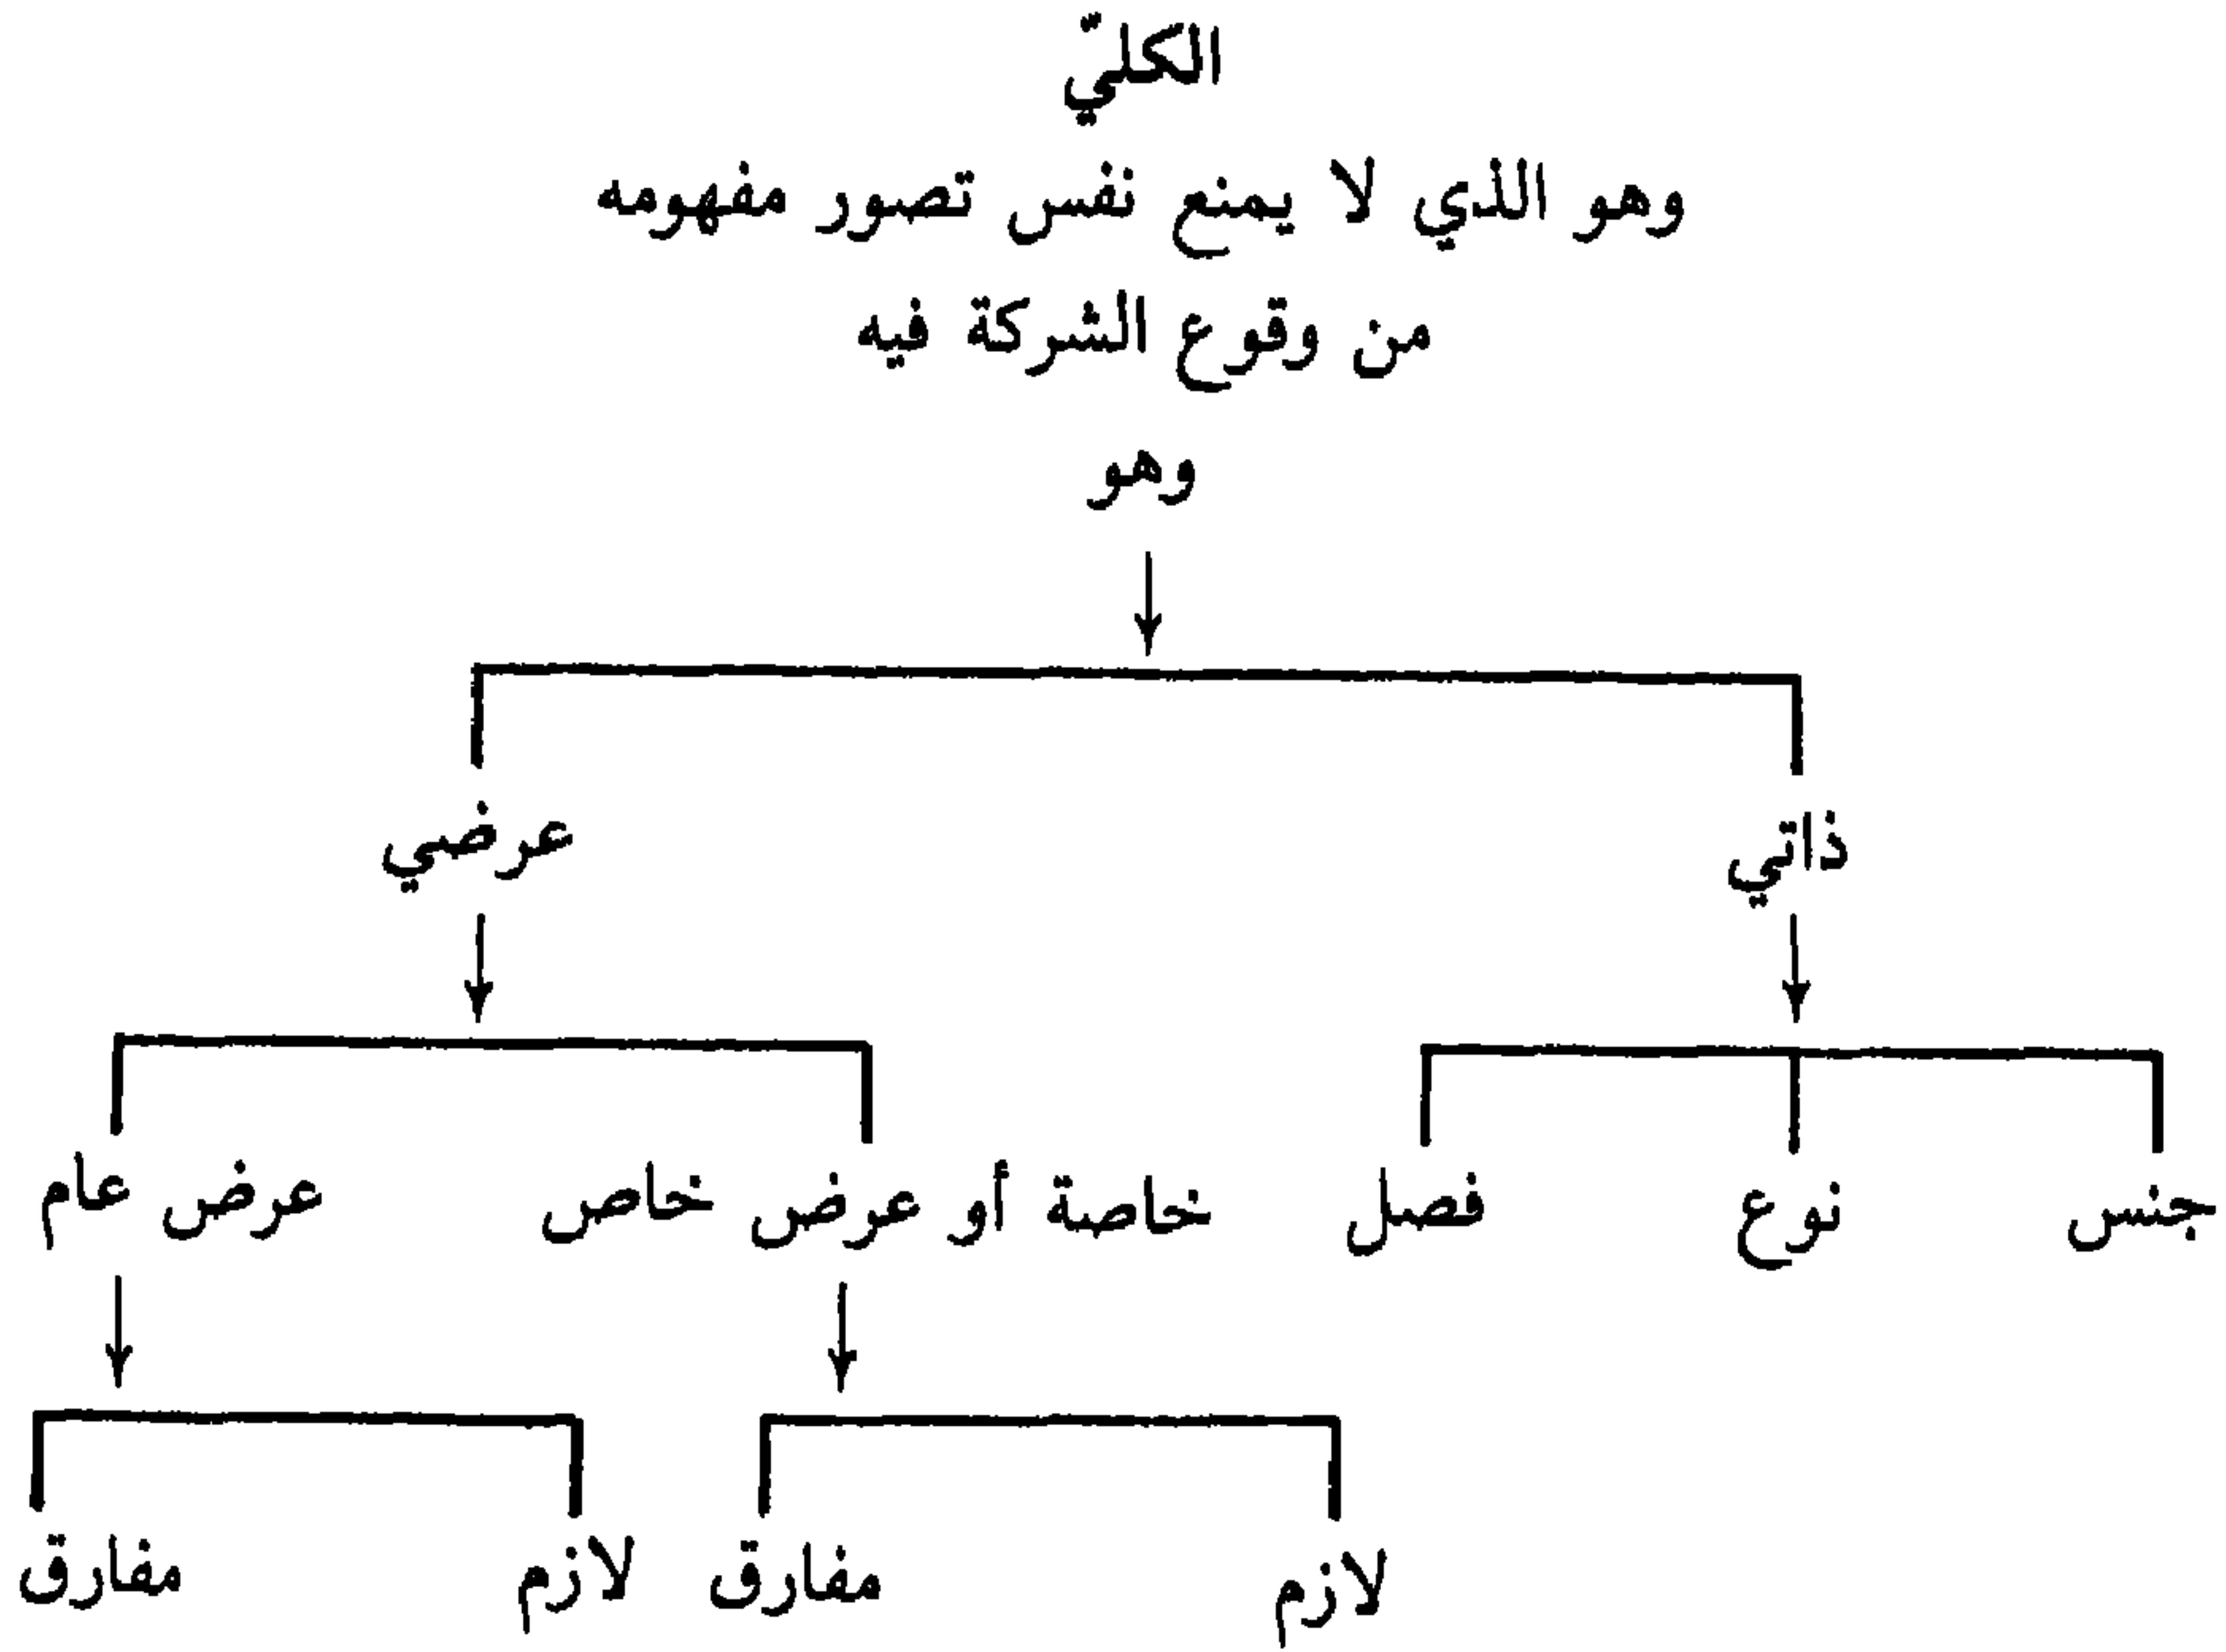 الكليّ
وهو الذي لا يمنع نفس تصور مفهومه
من وقوع الشركة فيه
وهو
ذاتي عرضي
جنس نوع فصل خاصة أو عرض خاص عرض عام
لازم مفارق لازم مفارق